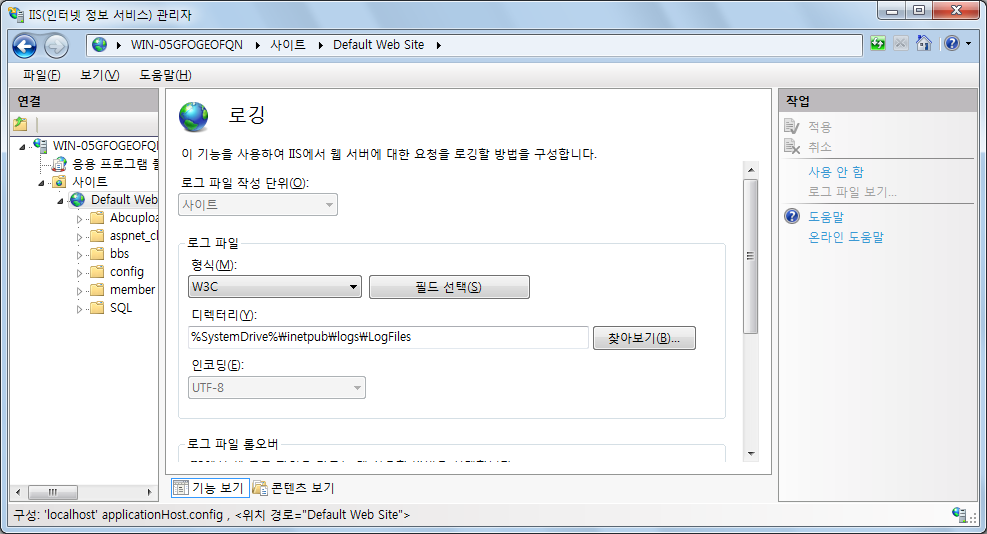 IIS(인터넷 정보 서비스) 관리자
WIN-05GFOGEOFQN 사이트 Default Web Site
파일(F) 보기(V) 도움말(H)
연결
WIN-05GFOGEOFQN
응용 프로그램 풀
사이트
Default Web
Abcuploa
aspnet_cl
bbs
config
member
SQL
로깅
이 기능을 사용하여 IIS에서 웹 서버에 대한 요청을 로깅할 방법을 구성합니다.
로그 파일 작성 단위(O):
사이트
로그 파일
형식(M):
W3C 필드 선택(S)
디렉터리(Y):
%SystemDrive%₩inetpub₩logs₩LogFiles 찾아보기(B)...
인코딩(E):
UTF-8
로그 파일 롤오버
기능 보기 콘텐츠 보기
작업
적용
취소
사용 안 함
로그 파일 보기...
도움말
온라인 도움말
구성: 'localhost' applicationHost.config , <위치 경로="Default Web Site">